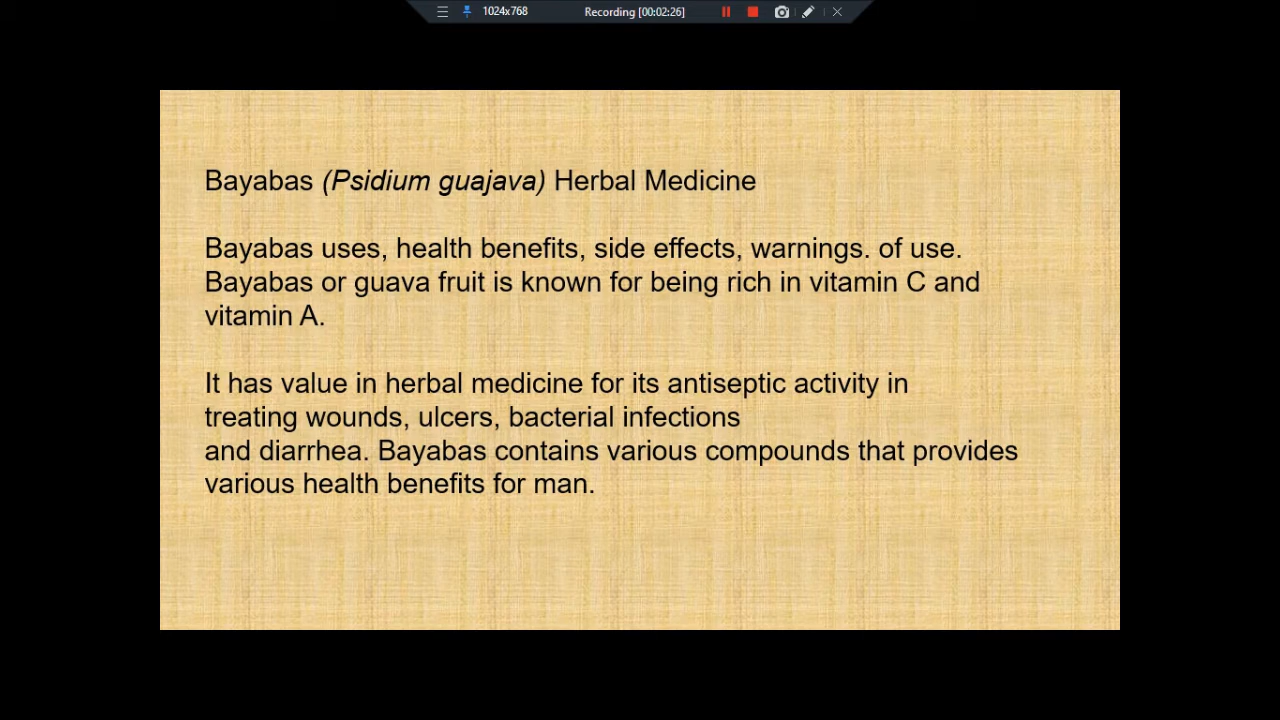 1024x768
Recording [00:02:26]
Bayabas (Psidium guajava) Herbal Medicine
Bayabas uses, health benefits, side effects, warnings. of use.
Bayabas or guava fruit is known for being rich in vitamin C and
vitamin A.
It has value in herbal medicine for its antiseptic activity in
treating wounds, ulcers, bacterial infections
and diarrhea. Bayabas contains various compounds that provides
various health benefits for man.